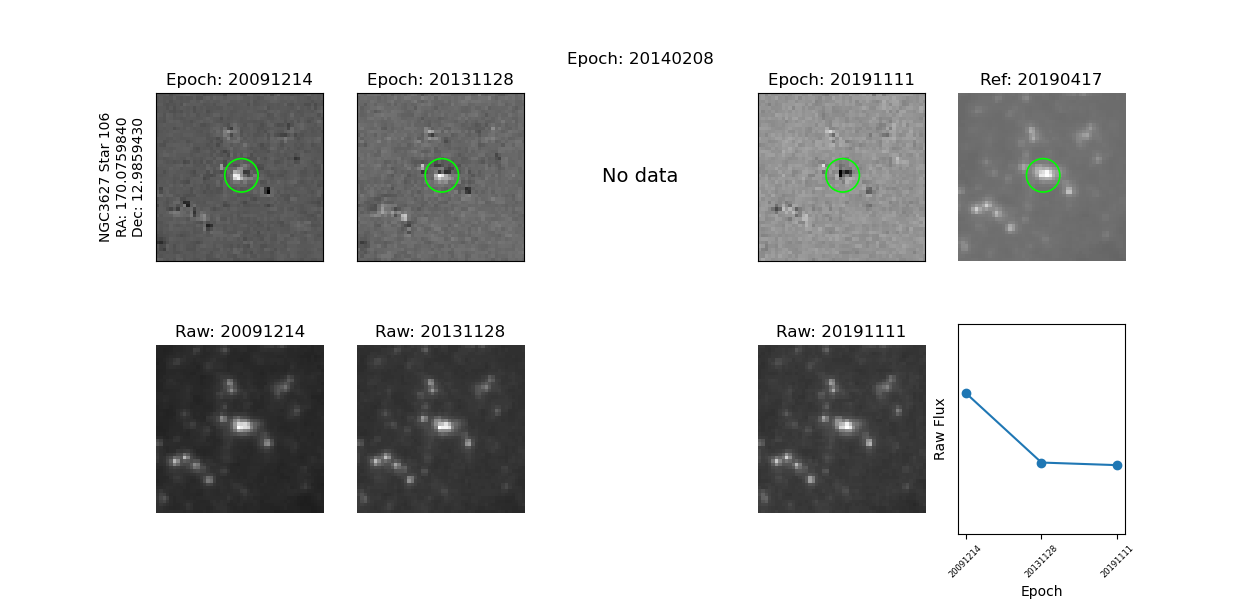 Epoch: 20140208
Epoch: 20091214
Epoch: 20131128
Epoch: 20191111
Ref: 20190417
NGC3627 Star 106
RA: 170.0759840
Dec: 12.9859430
No data
Raw: 20091214
Raw: 20131128
Raw: 20191111
Raw Flux
20091214
20131128
20191111
Epoch